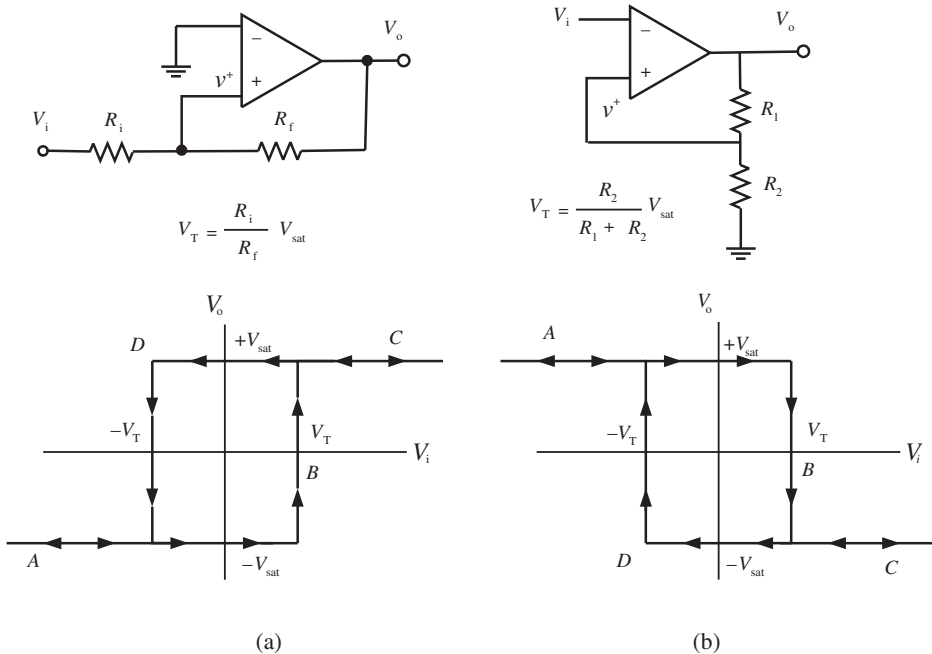 V_i
V_o
−
+
v^+
V_i
R_i
R_f
V_T = R_i / R_f V_sat
V_o
D
+V_sat
C
−V_T
V_T
V_i
B
A
−V_sat
(a)
V_i
V_o
−
+
v^+
R_1
R_2
V_T = R_2 / R_1 + R_2 V_sat
V_o
A
+V_sat
−V_T
V_T
V_i
B
D
−V_sat
C
(b)